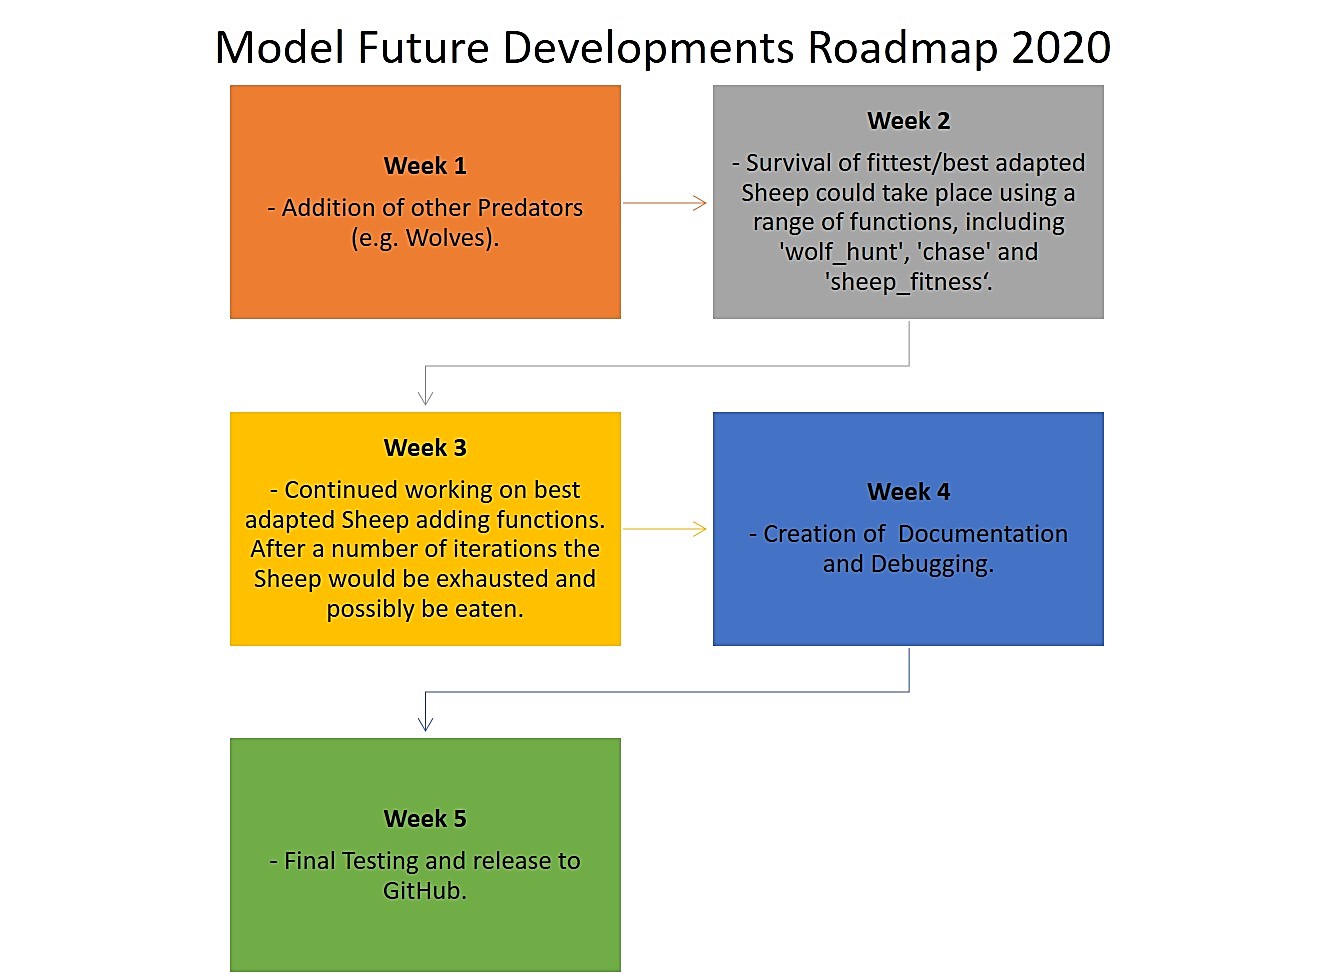 Model Future Developments Roadmap 2020
Week 1
- Addition of other Predators
(e.g. Wolves).
Week 2
- Survival of fittest/best adapted
Sheep could take place using a
range of functions, including
'wolf_hunt', 'chase' and
'sheep_fitness‘.
Week 3
- Continued working on best
adapted Sheep adding functions.
After a number of iterations the
Sheep would be exhausted and
possibly be eaten.
Week 4
- Creation of  Documentation
and Debugging.
Week 5
- Final Testing and release to
GitHub.